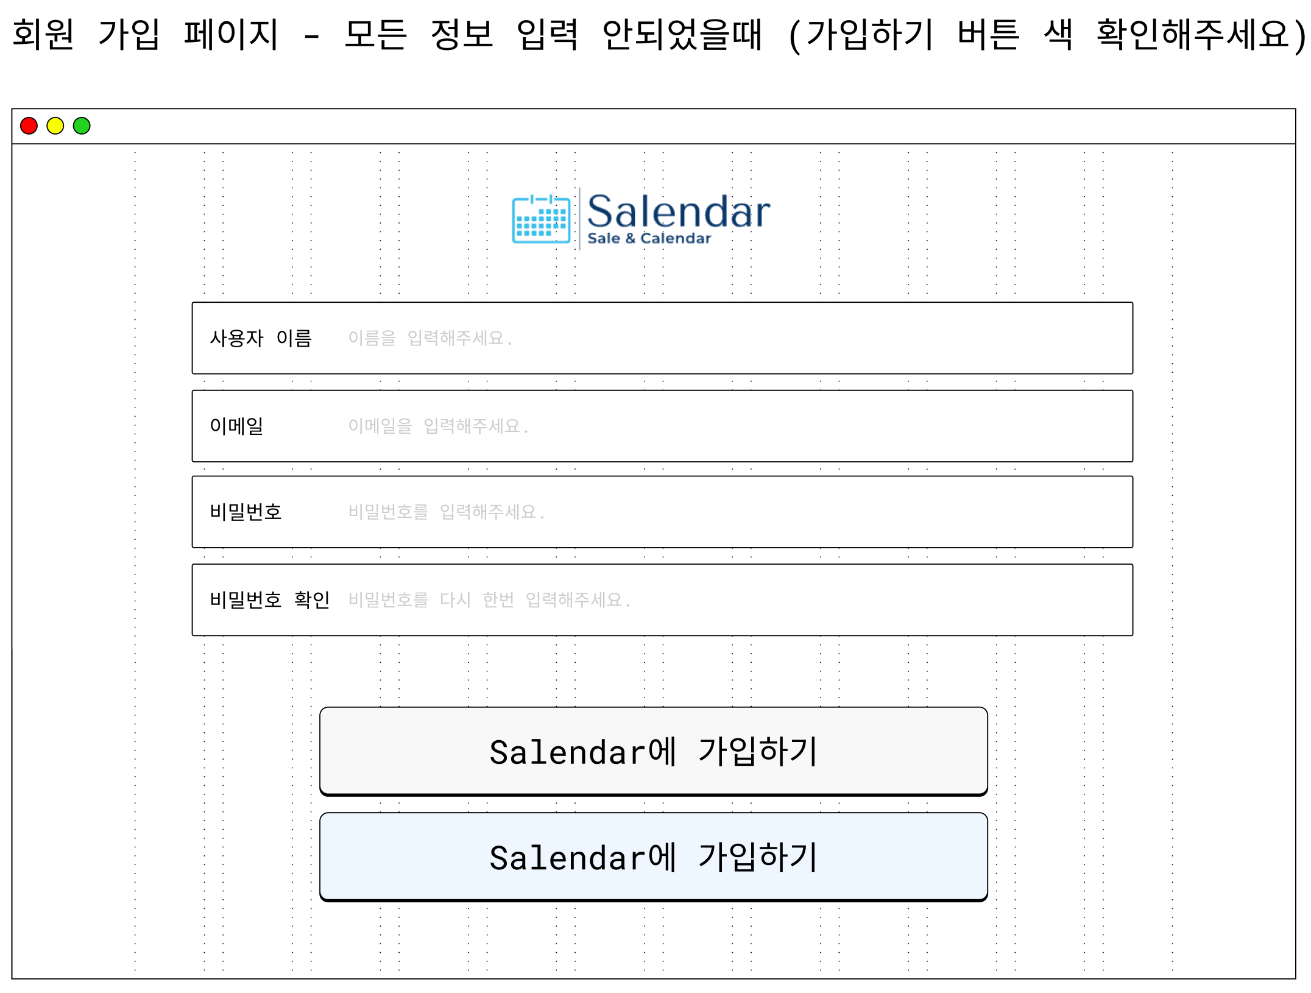 회원 가입 페이지 - 모든 정보 입력 안되었을때 (가입하기 버튼 색 확인해주세요)
Salendar
Sale & Calendar
사용자 이름 이름을 입력해주세요.
이메일 이메일을 입력해주세요.
비밀번호 비밀번호를 입력해주세요.
비밀번호 확인 비밀번호를 다시 한번 입력해주세요.
Salendar에 가입하기
Salendar에 가입하기